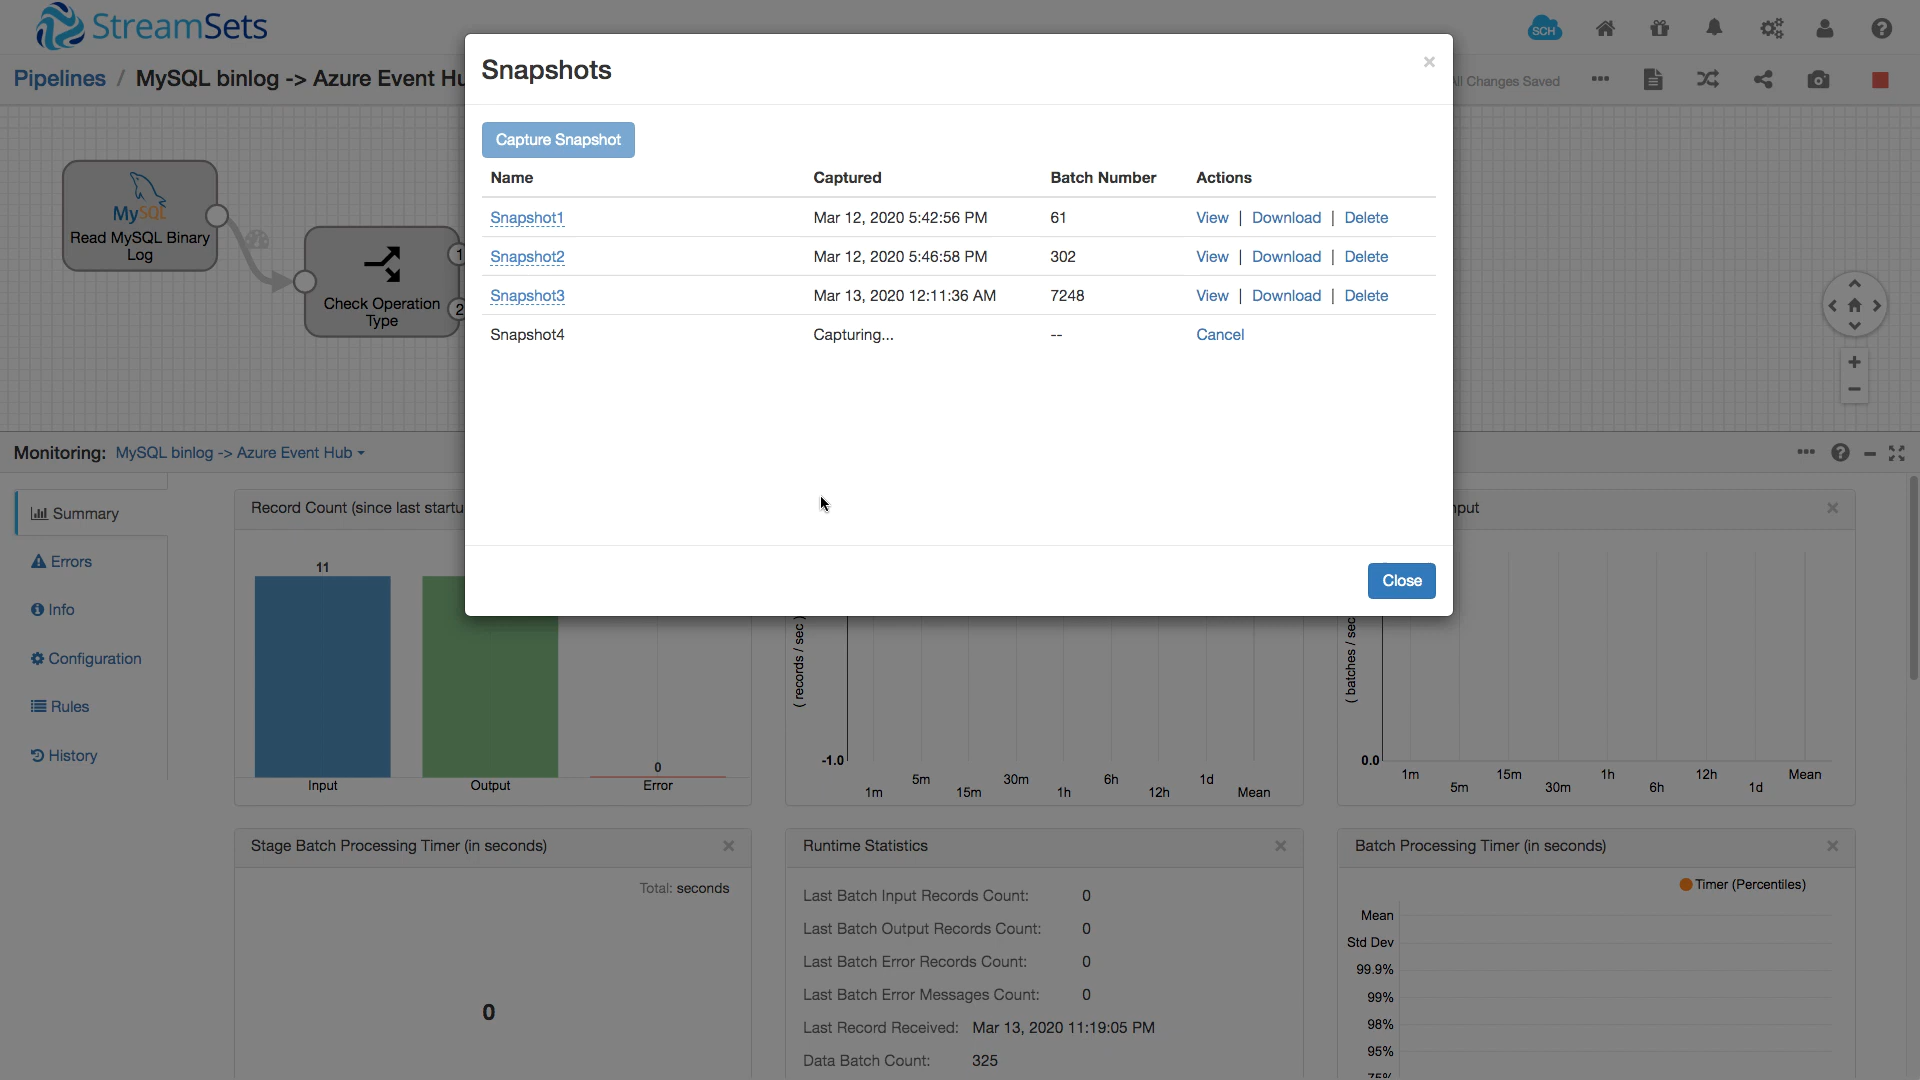 StreamSets
SCH
Pipelines / MySQL binlog -> Azure Event Hu
All Changes Saved
Snapshots
×
Capture Snapshot
Name Captured Batch Number Actions
Snapshot1 Mar 12, 2020 5:42:56 PM 61 View | Download | Delete
Snapshot2 Mar 12, 2020 5:46:58 PM 302 View | Download | Delete
Snapshot3 Mar 13, 2020 12:11:36 AM 7248 View | Download | Delete
Snapshot4 Capturing... -- Cancel
Close
MySQL
Read MySQL Binary
Log
Check Operation
Type
1
2
Monitoring: MySQL binlog -> Azure Event Hub
Summary
Errors
Info
Configuration
Rules
History
Record Count (since last startu
11
0
Input Output Error
( records / sec )
-1.0
1m 5m 15m 30m 1h 6h 12h 1d Mean
put
( batches / sec
0.0
1m 5m 15m 30m 1h 6h 12h 1d Mean
Stage Batch Processing Timer (in seconds)
Total: seconds
0
Runtime Statistics
Last Batch Input Records Count: 0
Last Batch Output Records Count: 0
Last Batch Error Records Count: 0
Last Batch Error Messages Count: 0
Last Record Received: Mar 13, 2020 11:19:05 PM
Data Batch Count: 325
Batch Processing Timer (in seconds)
Timer (Percentiles)
Mean
Std Dev
99.9%
99%
98%
95%
75%